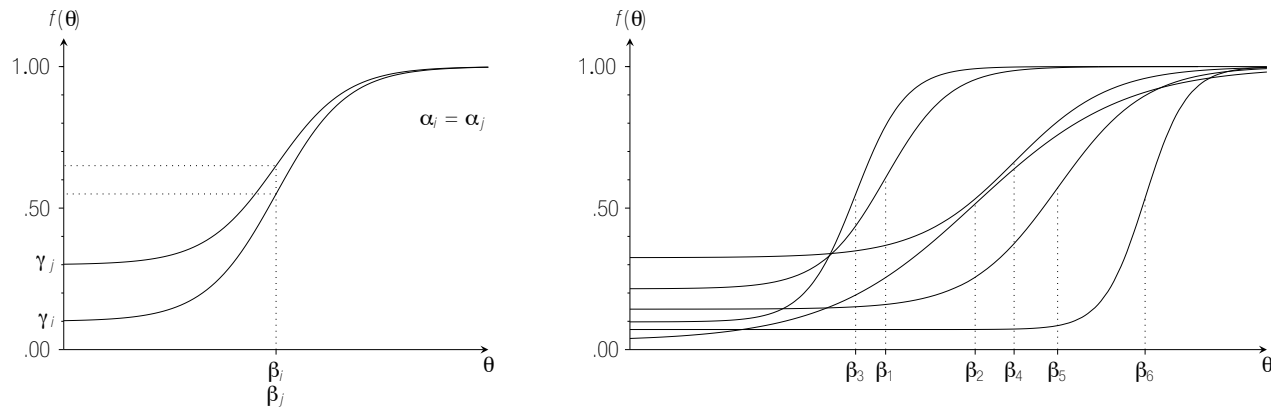 f(θ)
1.00
αᵢ = αⱼ
.50
γⱼ
γᵢ
.00
βᵢ
βⱼ
θ
f(θ)
1.00
.50
.00
β₃ β₁ β₂ β₄ β₅ β₆ θ